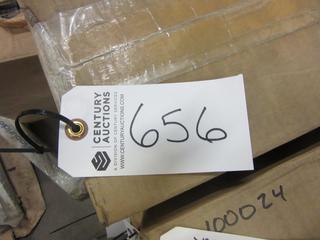 CENTURY
AUCTIONS
A DIVISION OF CENTURY SERVICES
WWW.CENTURYAUCTIONS.COM
656
100024